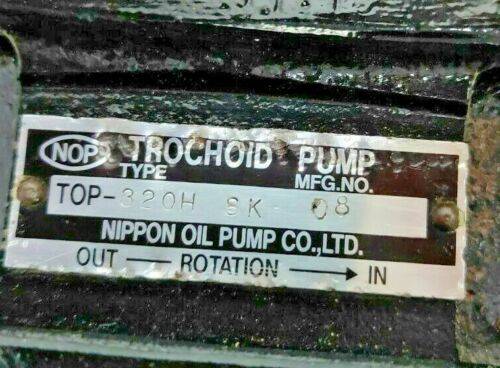 NOP TROCHOID PUMP
TYPE MFG.NO.
TOP-320H SK 08
NIPPON OIL PUMP CO.,LTD.
OUT ROTATION IN